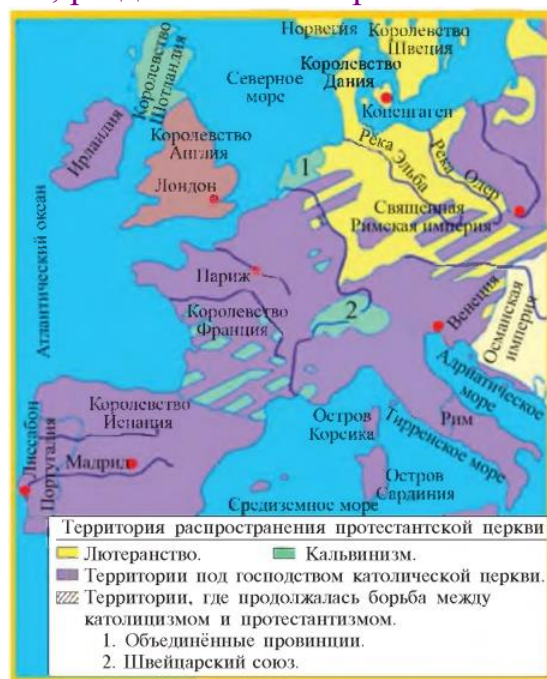 Норвегия
Королевство
Швеция
Королевство
Дания
Северное
море
Копенгаген
Королевство
Шотландия
Ирландия
Королевство
Англия
Лондон
1
Река Эльба
Река Одер
Священная
Римская империя
Атлантический океан
Париж
Королевство
Франция
2
Венеция
Османская
империя
Адриатическое
море
Королевство
Испания
Остров
Корсика
Рим
Тирренское море
Лиссабон
Португалия
Мадрид
Остров
Сардиния
Средиземное море
Территория распространения протестантской церкви
Лютеранство.
Кальвинизм.
Территории под господством католической церкви.
Территории, где продолжалась борьба между
католицизмом и протестантизмом.
1. Объединённые провинции.
2. Швейцарский союз.